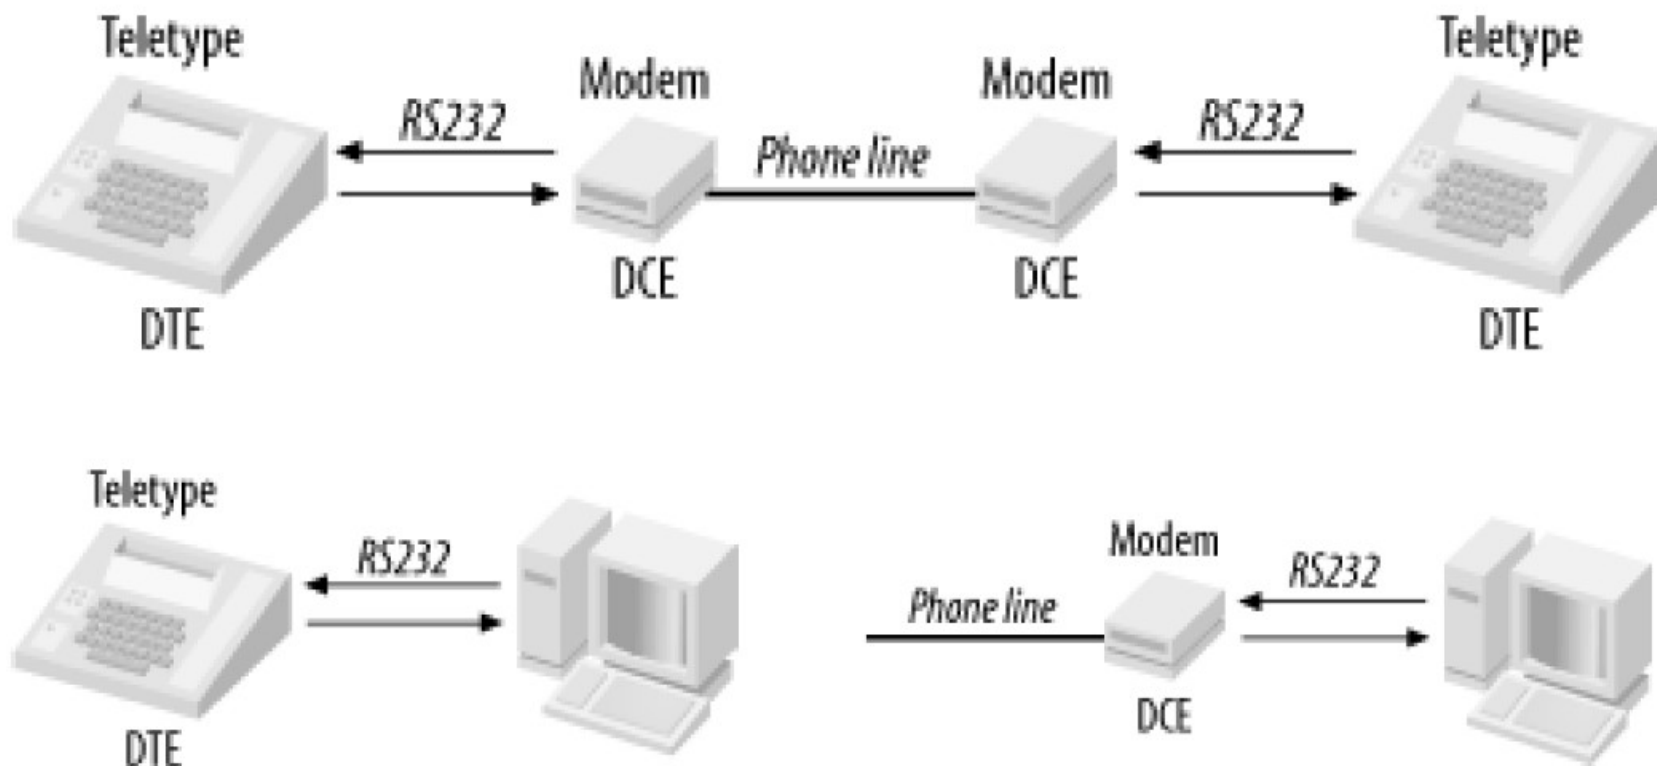 Teletype
Modem
Modem
Teletype
RS232
Phone line
RS232
DCE
DCE
DTE
DTE
Teletype
RS232
DTE
Modem
Phone line
RS232
DCE